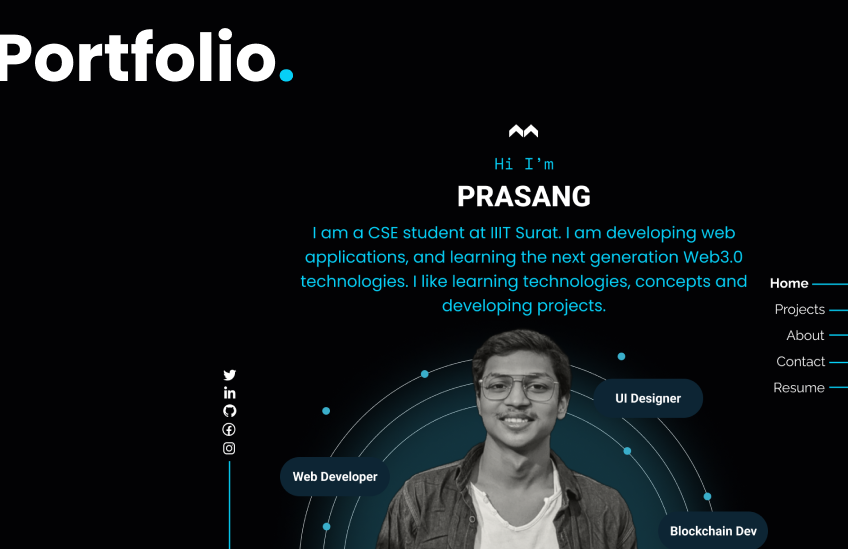 Portfolio.
Hi I'm
PRASANG
I am a CSE student at IIIT Surat. I am developing web
applications, and learning the next generation Web3.0
technologies. I like learning technologies, concepts and
developing projects.
Home
Projects
About
Contact
Resume
UI Designer
Web Developer
Blockchain Dev